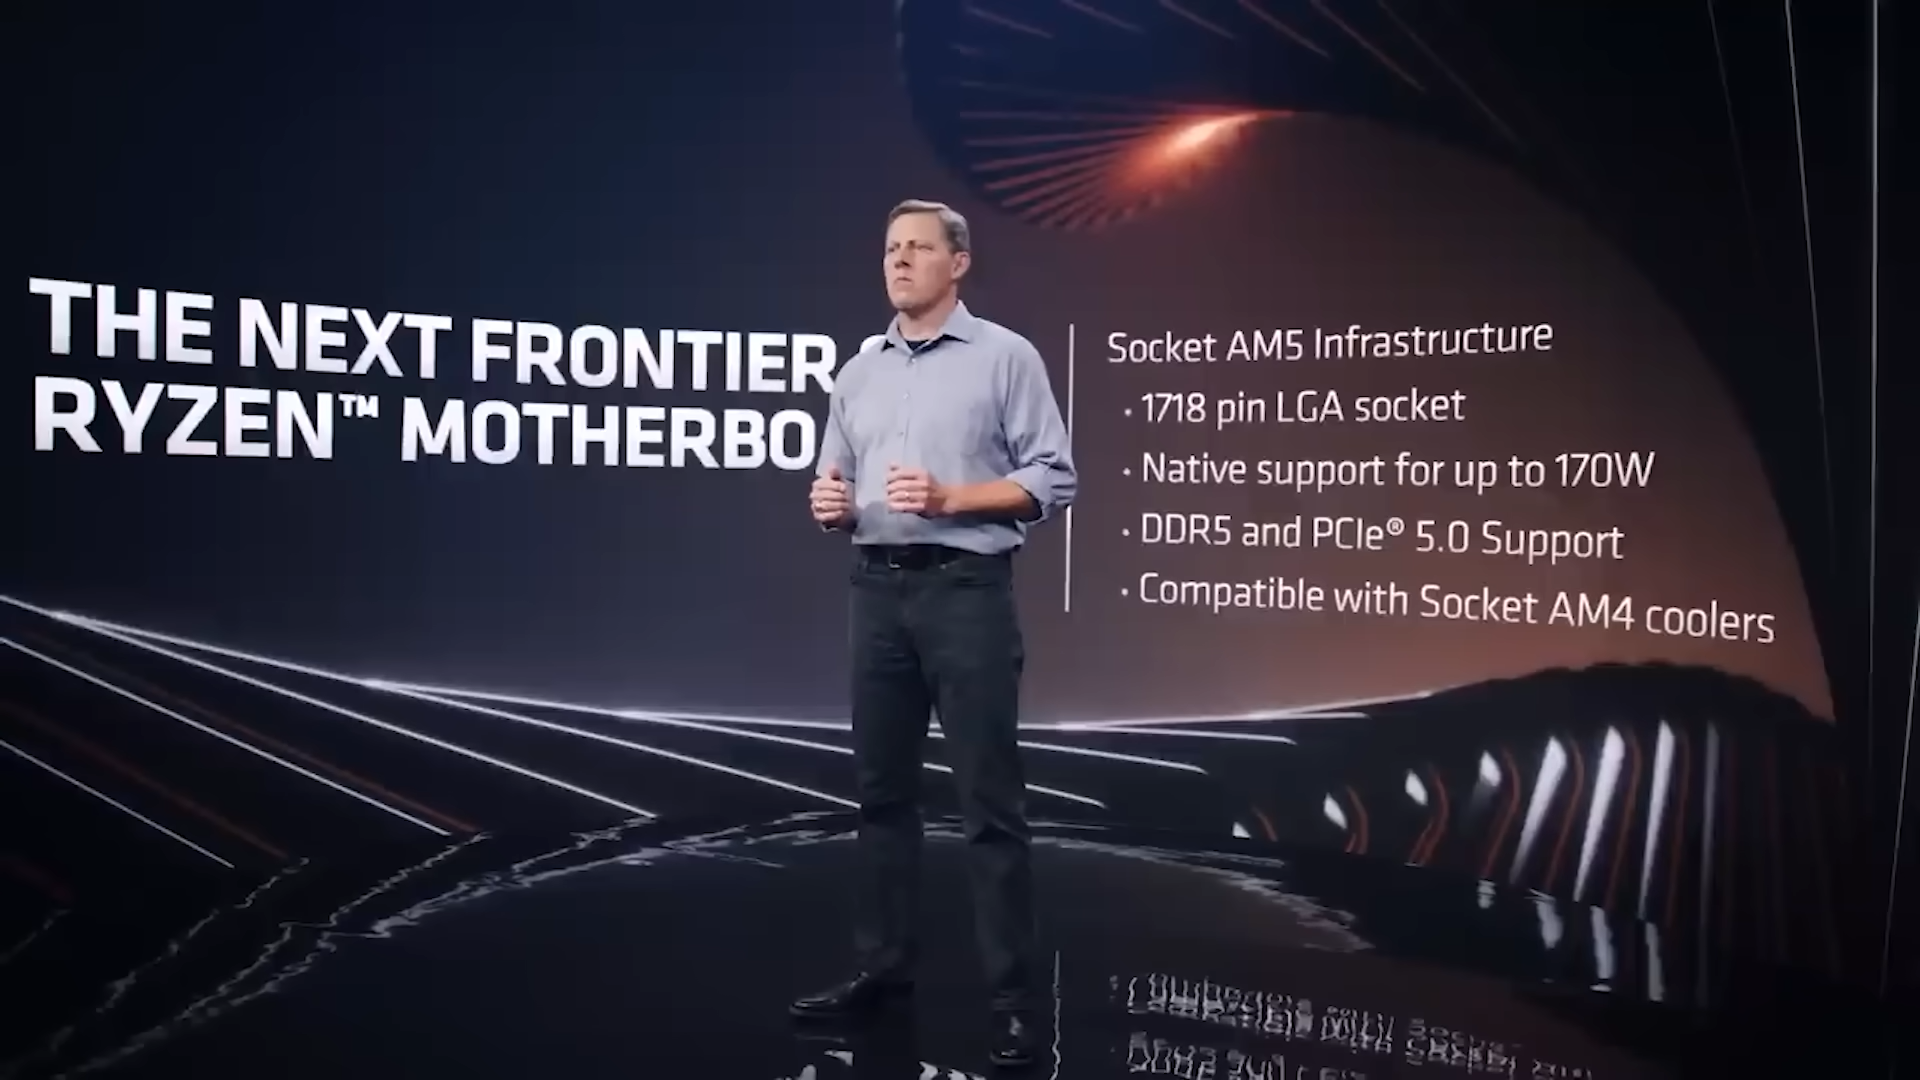 THE NEXT FRONTIER
RYZEN™ MOTHERBO
Socket AM5 Infrastructure
· 1718 pin LGA socket
· Native support for up to 170W
· DDR5 and PCIe® 5.0 Support
· Compatible with Socket AM4 coolers